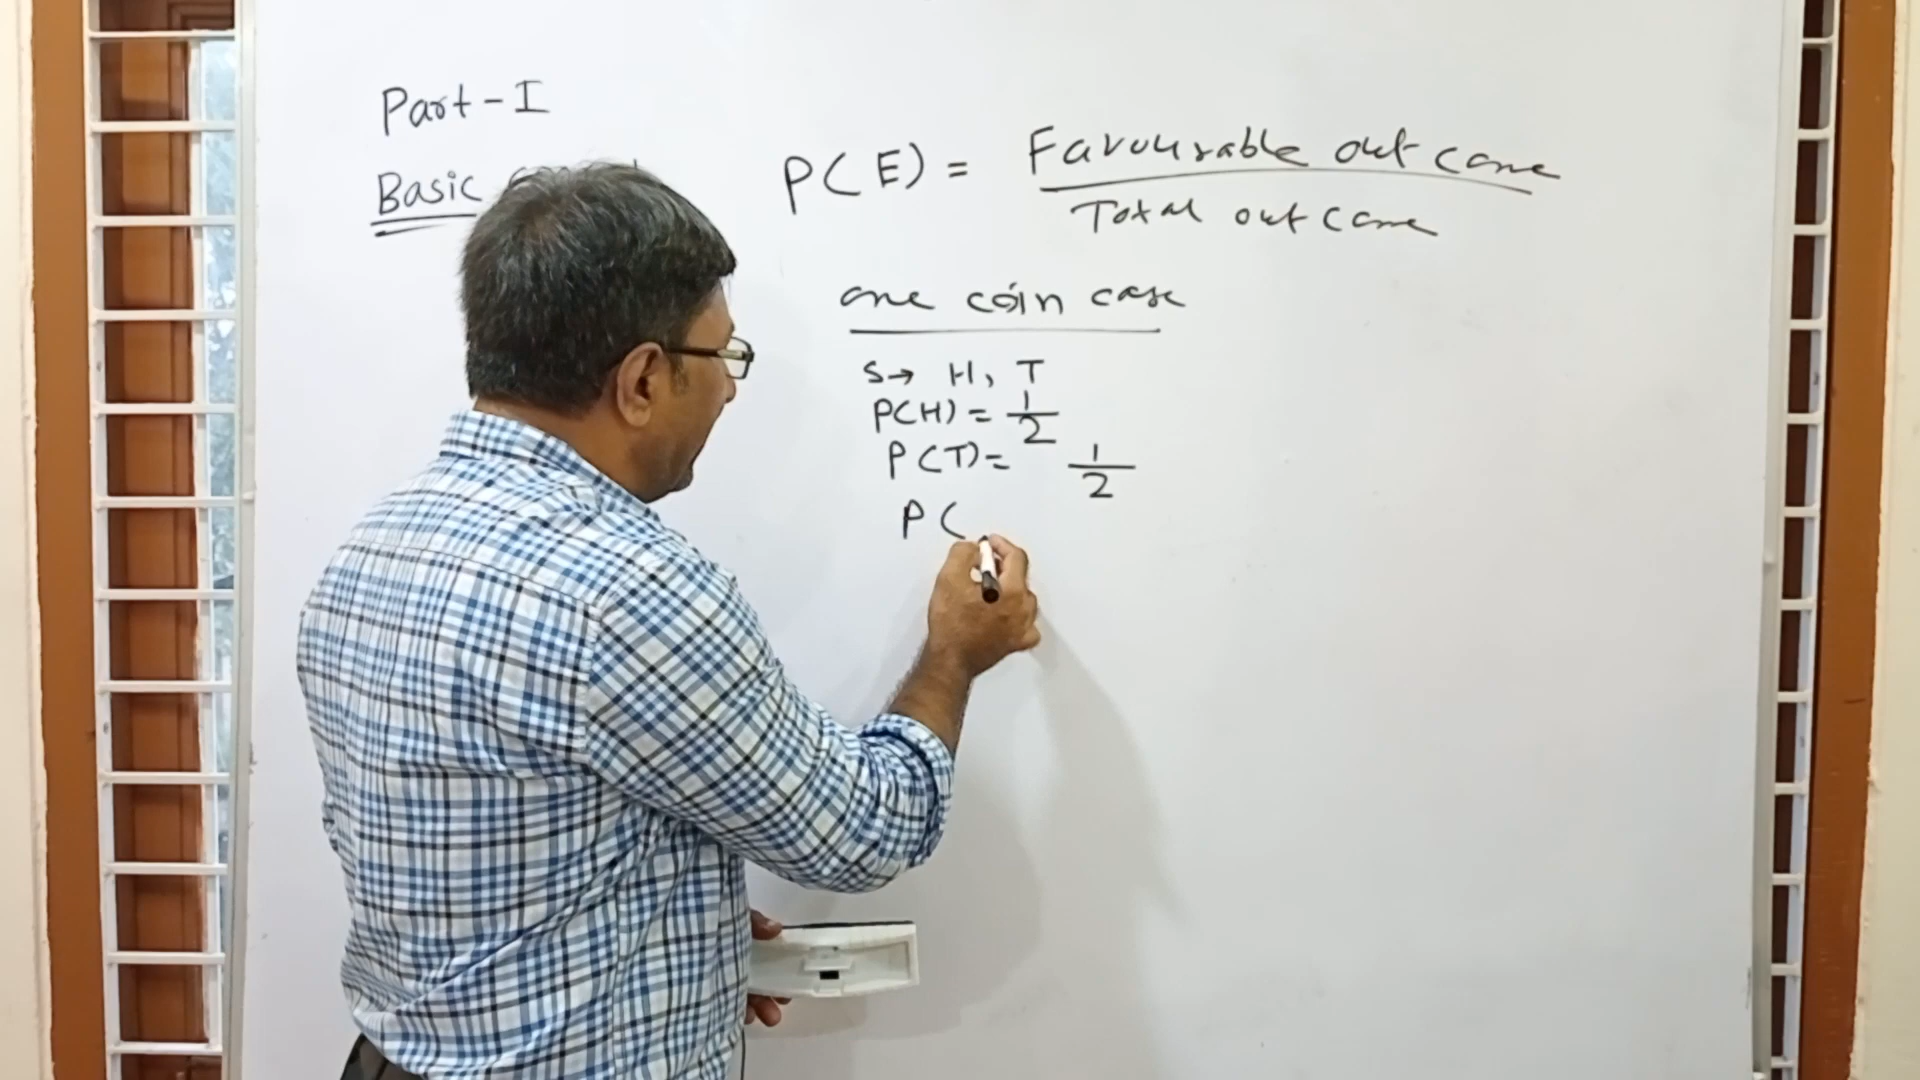 Part-I
Basic
P(E) = Favourable out come
Total out come
one coin case
S→ H, T
P(H) = 1/2
P(T) = 1/2
P(